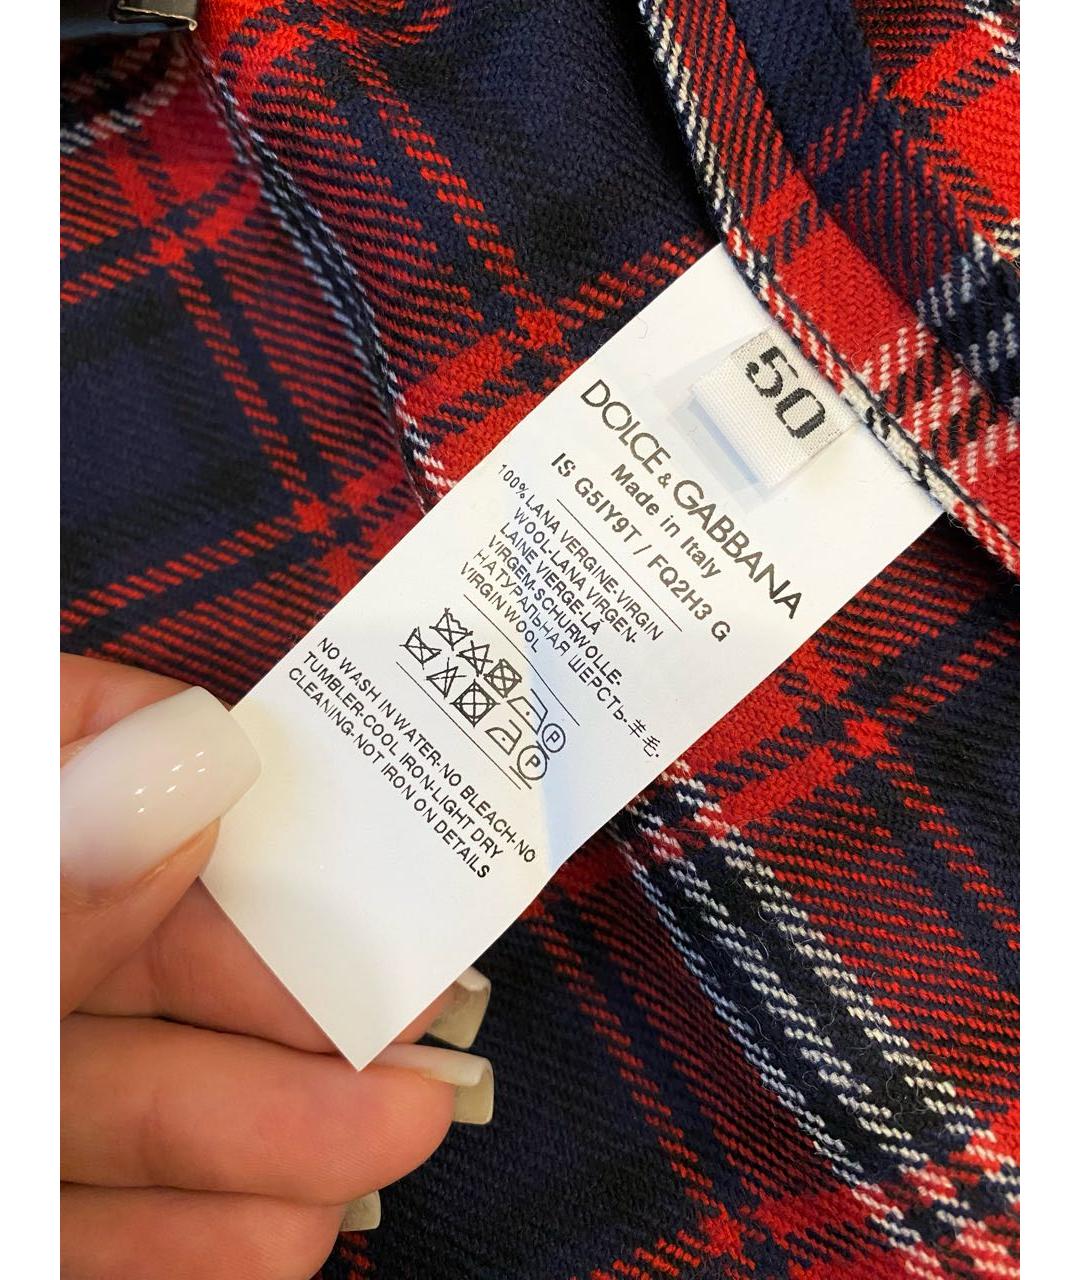 50
DOLCE & GABBANA
Made in Italy
IS G5IY9T / FQ2H3 G
100% LANA VERGINE-VIRGIN
WOOL-LANA VIRGEN-
LAINE VIERGE-LÁ
VIRGEM-SCHURWOLLE.
НАТУРАЛЬНАЯ ШЕРСТЬ-羊毛.
VIRGIN WOOL
P
P
NO WASH IN WATER-NO BLEACH-NO
TUMBLER-COOL IRON-LIGHT DRY
CLEANING-NOT IRON ON DETAILS